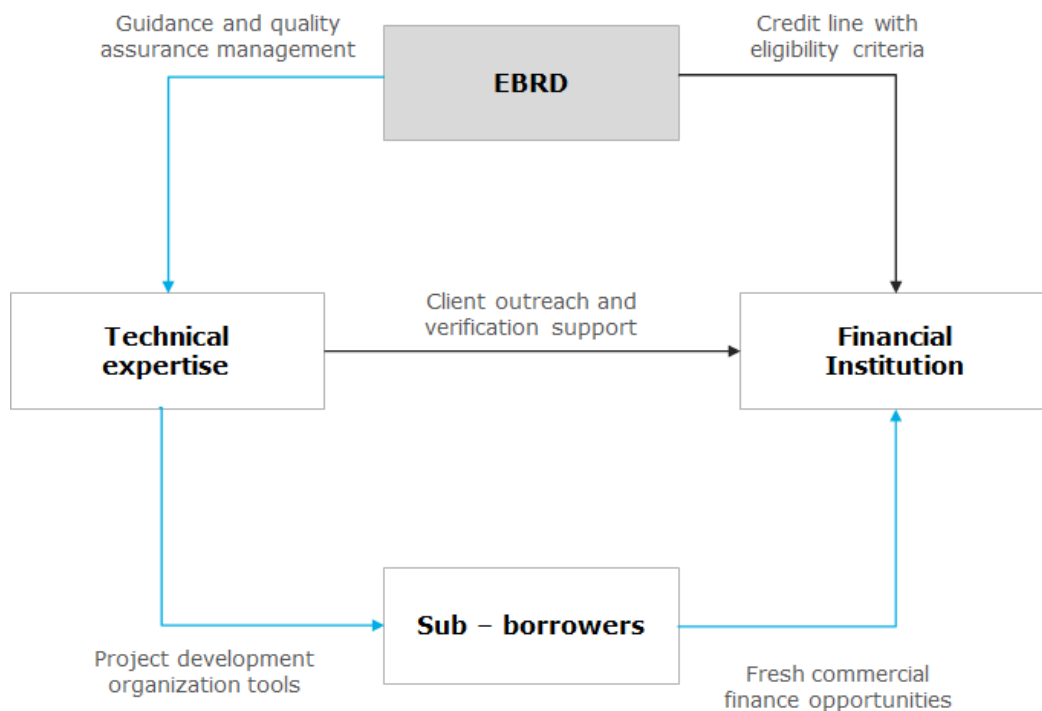 Guidance and quality
assurance management
Credit line with
eligibility criteria
EBRD
Technical
expertise
Client outreach and
verification support
Financial
Institution
Sub – borrowers
Project development
organization tools
Fresh commercial
finance opportunities